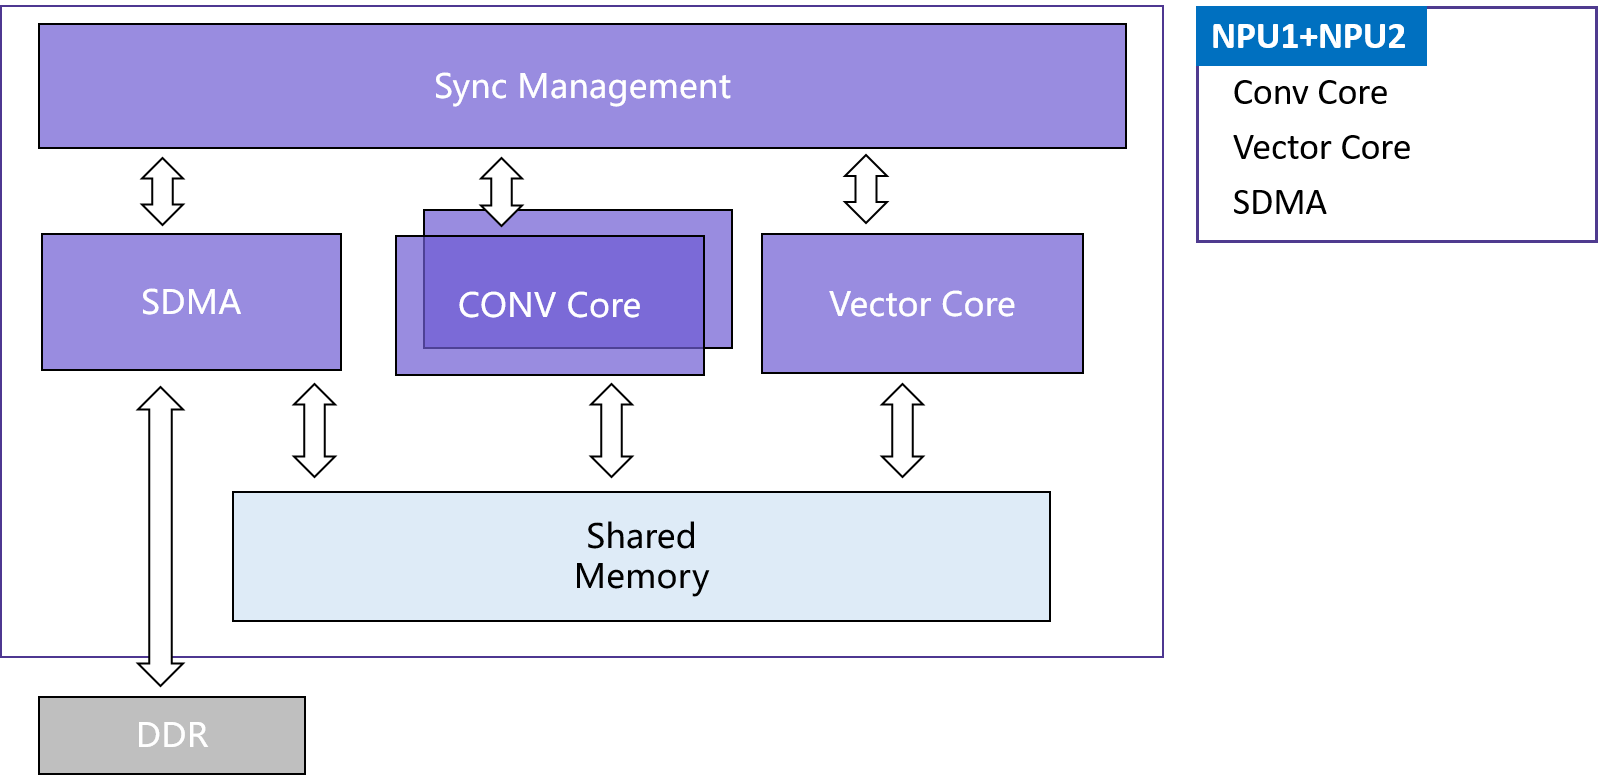 Sync Management
NPU1+NPU2
Conv Core
Vector Core
SDMA
SDMA
CONV Core
Vector Core
Shared
Memory
DDR